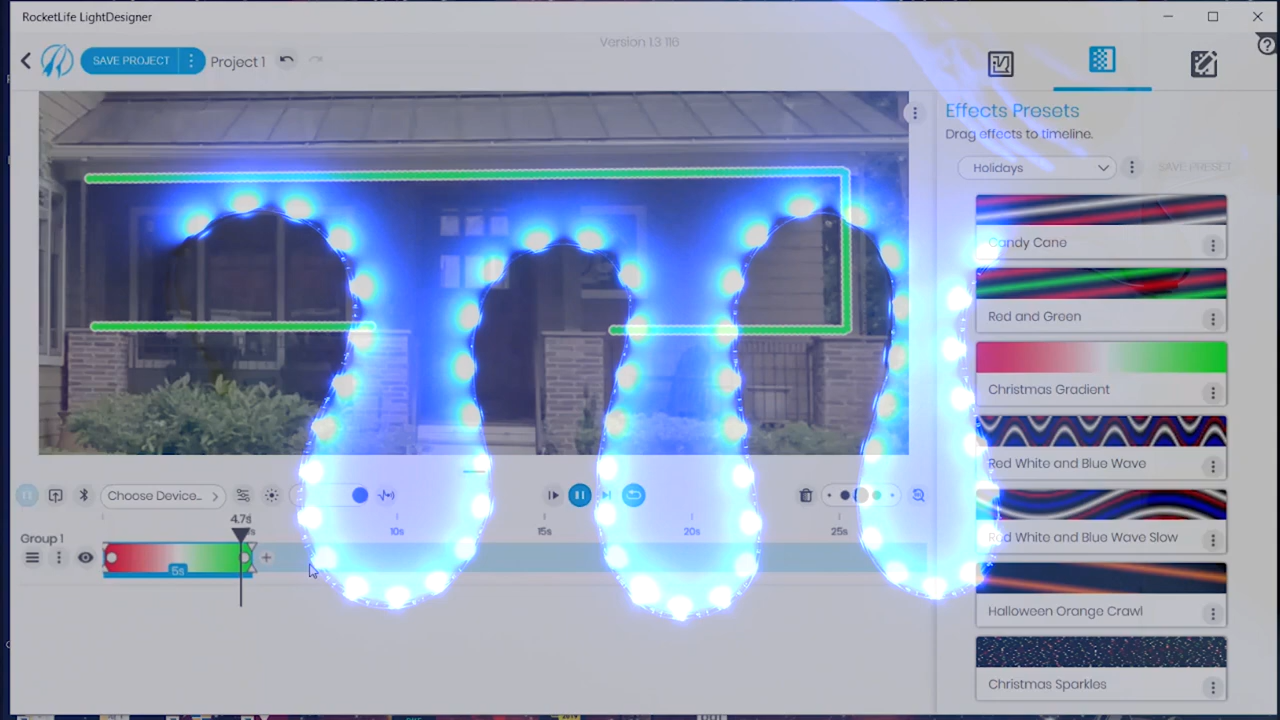 RocketLife LightDesigner
Version 1.3 116
SAVE PROJECT
Project 1
Effects Presets
Drag effects to timeline.
Holidays
SAVE PRESET
Candy Cane
Red and Green
Christmas Gradient
Red White and Blue Wave
Red White and Blue Wave Slow
Halloween Orange Crawl
Christmas Sparkles
Choose Device...
4.7s
10s
15s
20s
25s
Group 1
5s